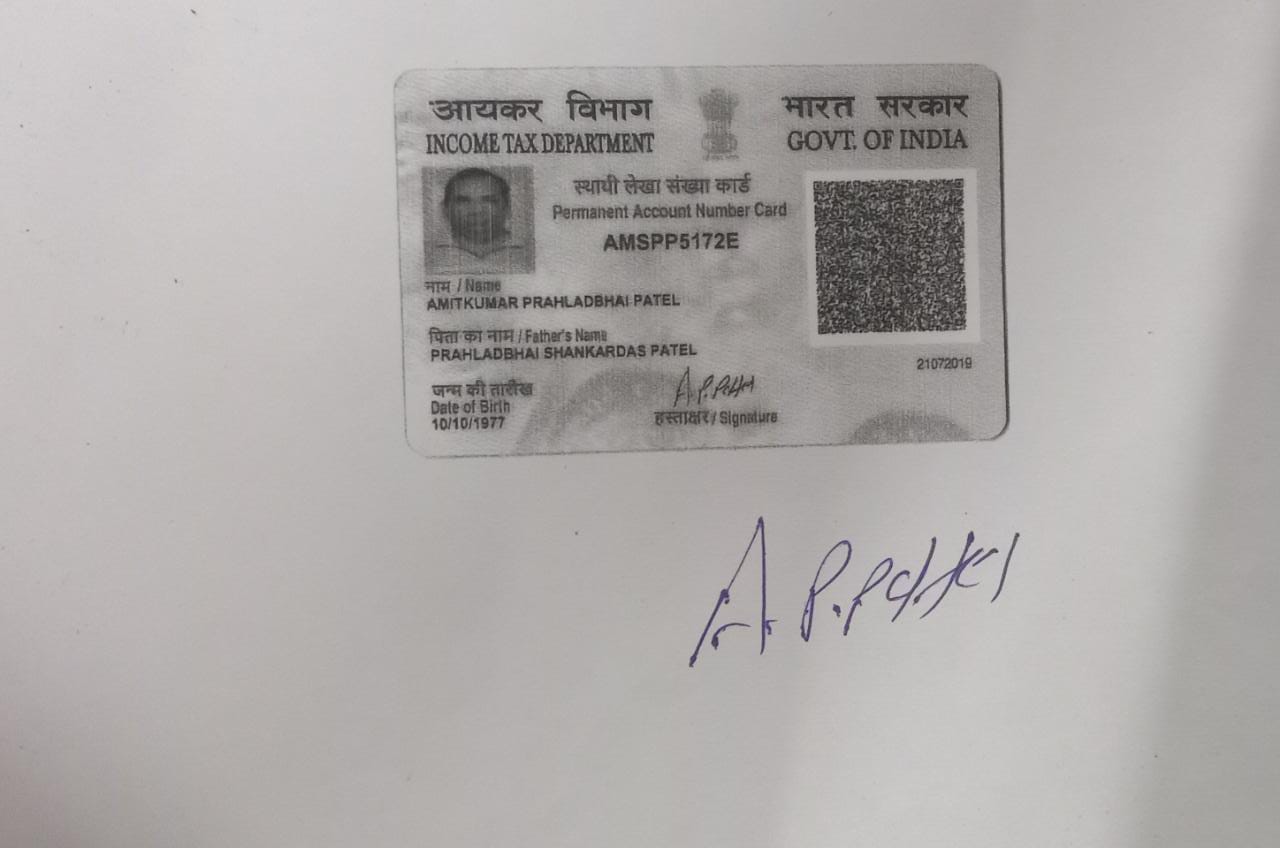 आयकर विभाग
INCOME TAX DEPARTMENT
भारत सरकार
GOVT. OF INDIA
स्थायी लेखा संख्या कार्ड
Permanent Account Number Card
AMSPP5172E
नाम / Name
AMITKUMAR PRAHLADBHAI PATEL
पिता का नाम / Father's Name
PRAHLADBHAI SHANKARDAS PATEL
21072019
जन्म की तारीख
Date of Birth
10/10/1977
A.P.Patel
हस्ताक्षर / Signature
A.P.Patel